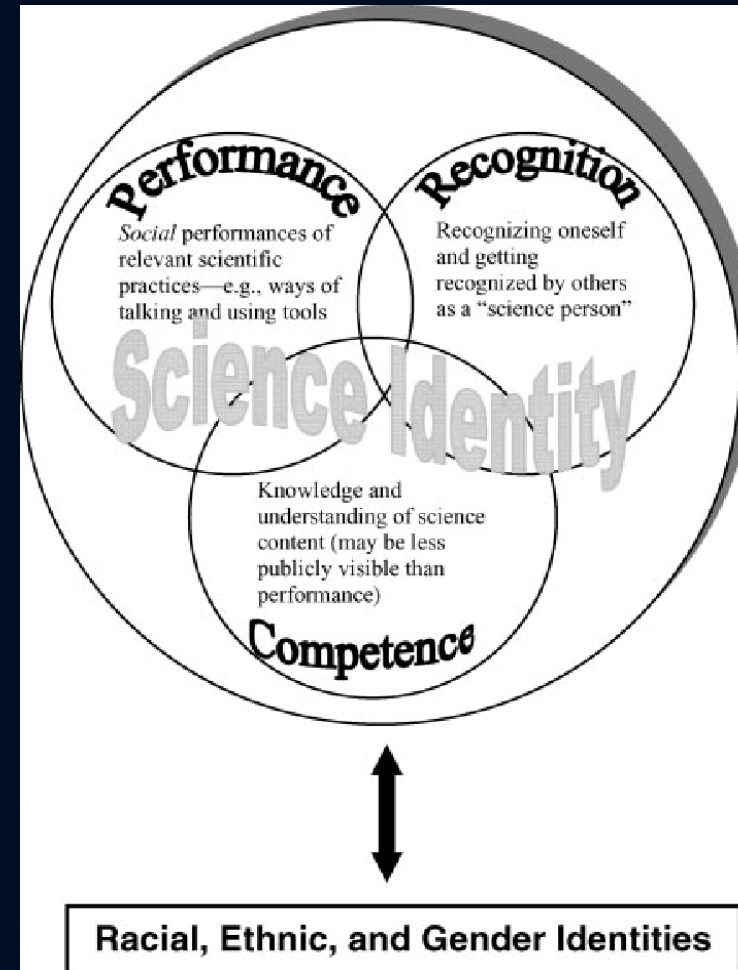 Performance
Social performances of
relevant scientific
practices—e.g., ways of
talking and using tools
Recognition
Recognizing oneself
and getting
recognized by others
as a “science person”
Science Identity
Knowledge and
understanding of science
content (may be less
publicly visible than
performance)
Competence
Racial, Ethnic, and Gender Identities